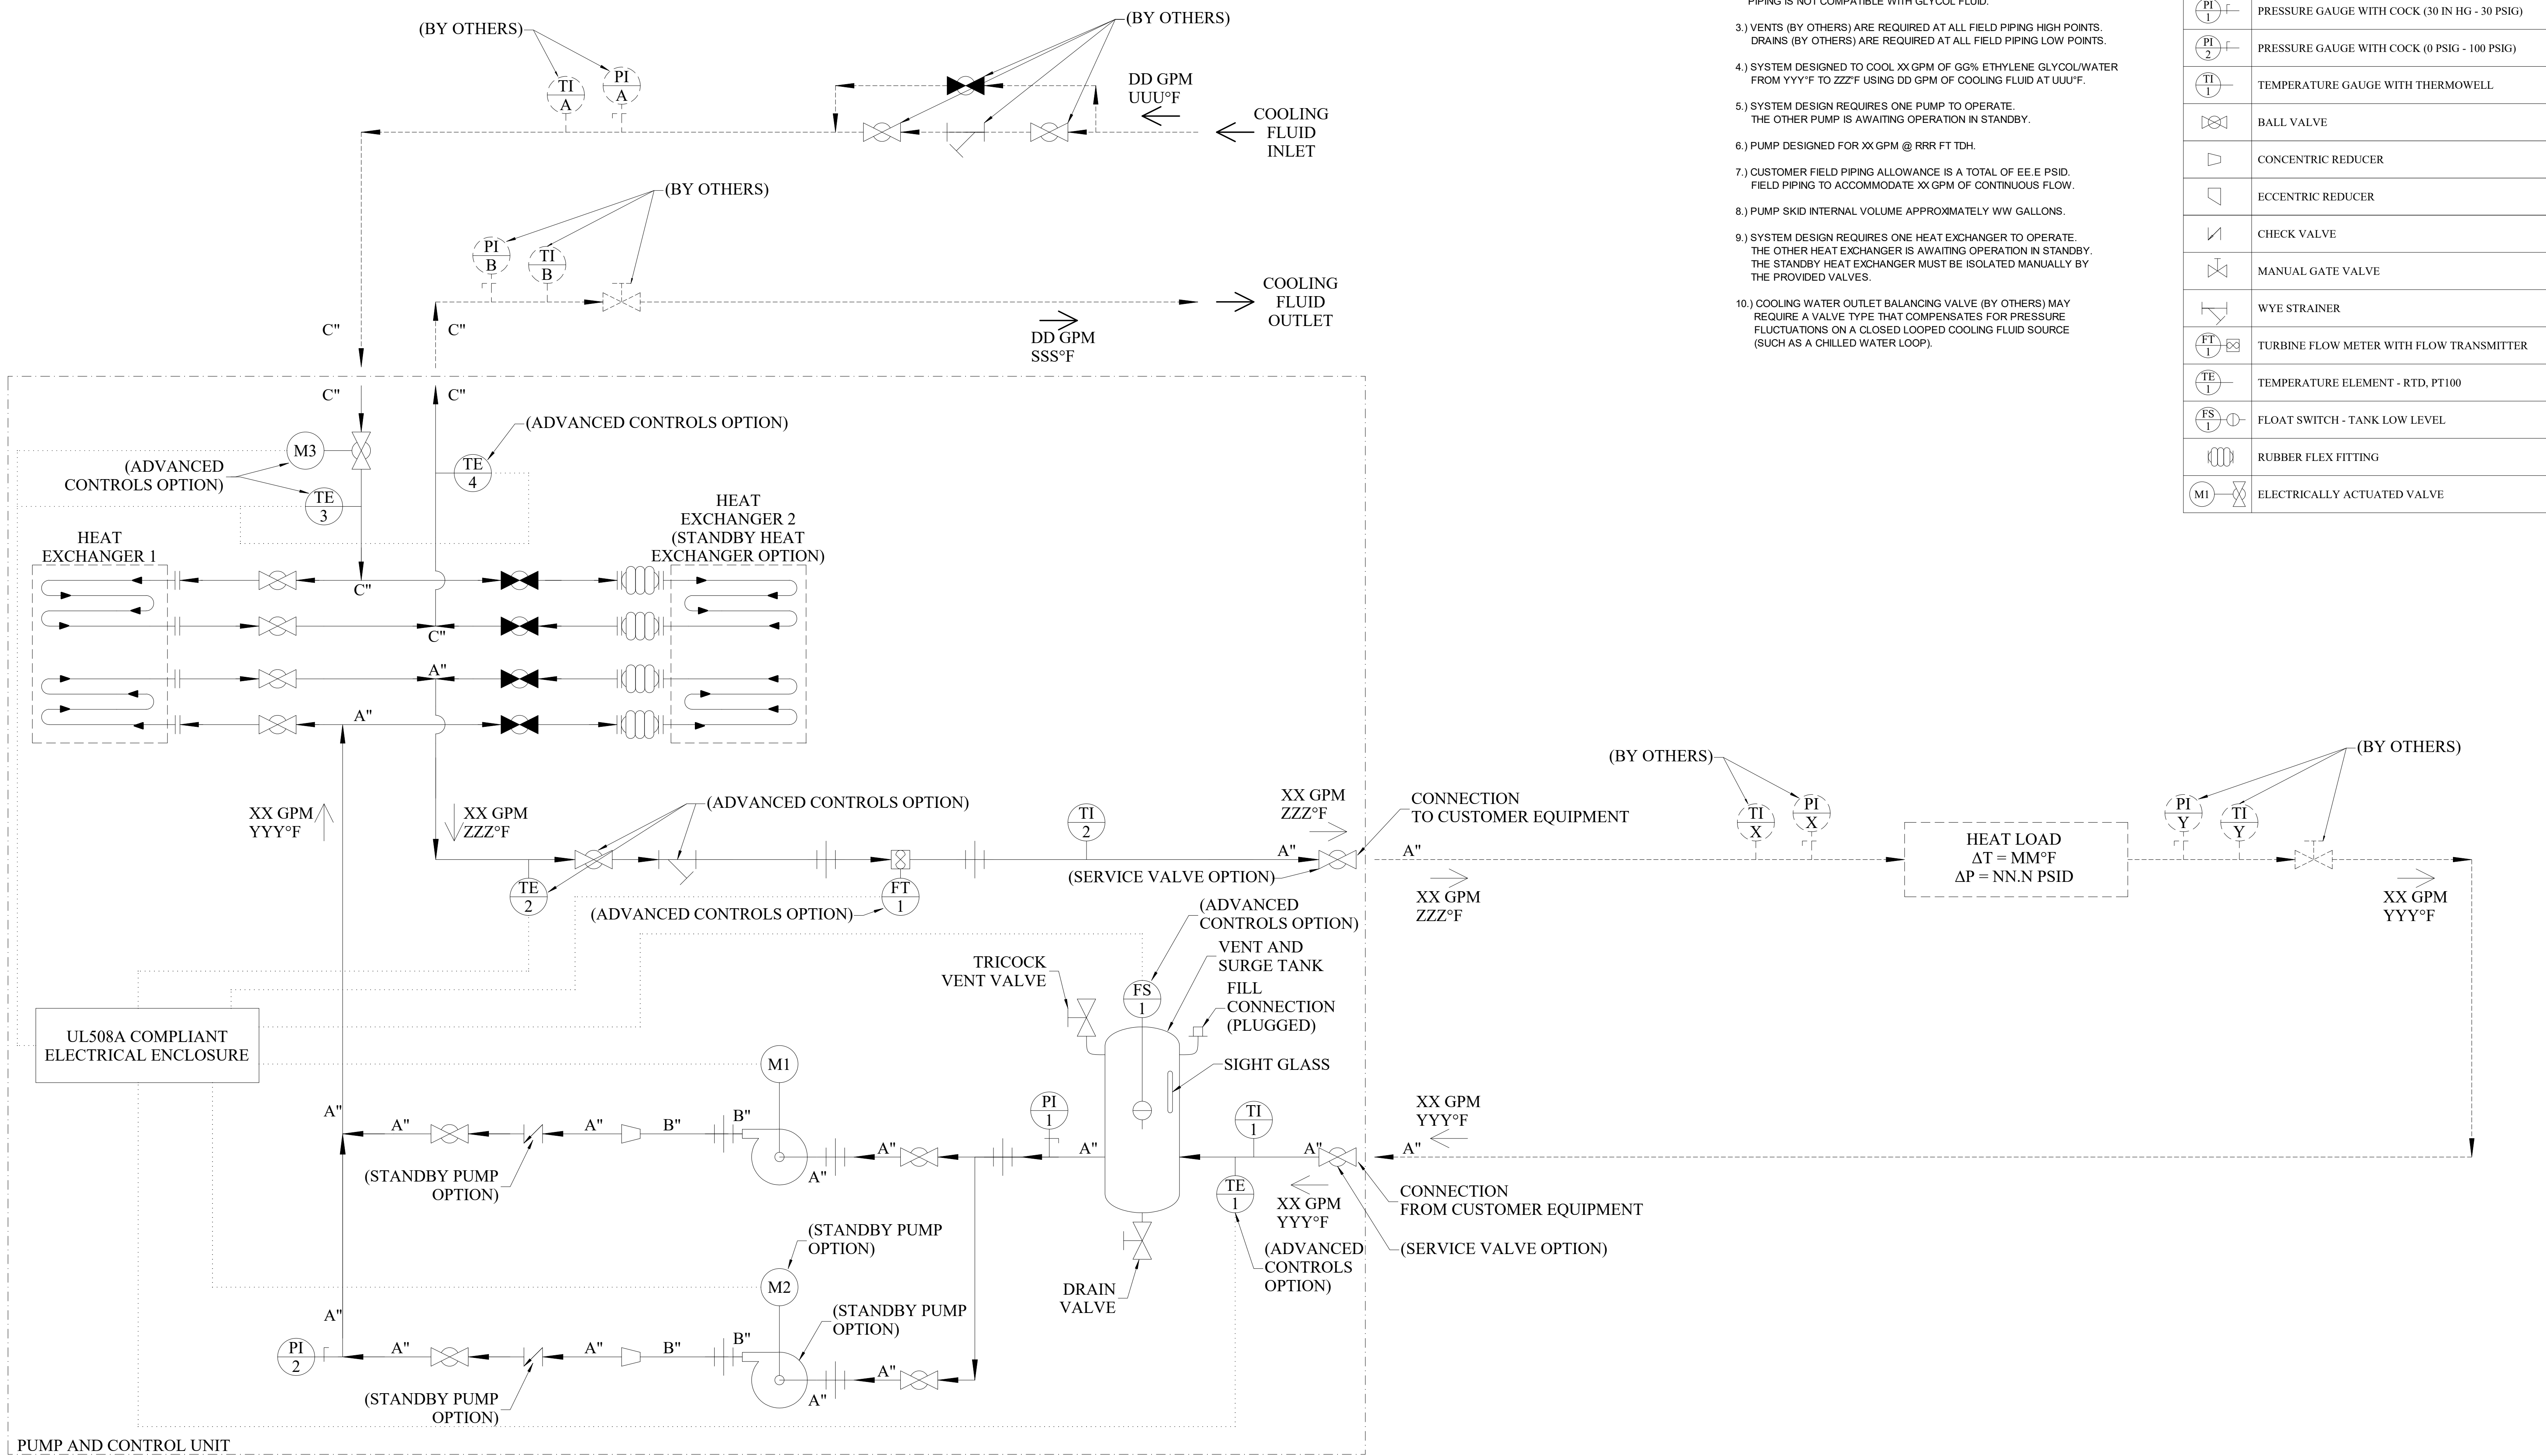 PIPING IS NOT COMPATIBLE WITH GLYCOL FLUID.
3.) VENTS (BY OTHERS) ARE REQUIRED AT ALL FIELD PIPING HIGH POINTS.
DRAINS (BY OTHERS) ARE REQUIRED AT ALL FIELD PIPING LOW POINTS.
4.) SYSTEM DESIGNED TO COOL XX GPM OF GG% ETHYLENE GLYCOL/WATER
FROM YYY°F TO ZZZ°F USING DD GPM OF COOLING FLUID AT UUU°F.
5.) SYSTEM DESIGN REQUIRES ONE PUMP TO OPERATE.
THE OTHER PUMP IS AWAITING OPERATION IN STANDBY.
6.) PUMP DESIGNED FOR XX GPM @ RRR FT TDH.
7.) CUSTOMER FIELD PIPING ALLOWANCE IS A TOTAL OF EE.E PSID.
FIELD PIPING TO ACCOMMODATE XX GPM OF CONTINUOUS FLOW.
8.) PUMP SKID INTERNAL VOLUME APPROXIMATELY WW GALLONS.
9.) SYSTEM DESIGN REQUIRES ONE HEAT EXCHANGER TO OPERATE.
THE OTHER HEAT EXCHANGER IS AWAITING OPERATION IN STANDBY.
THE STANDBY HEAT EXCHANGER MUST BE ISOLATED MANUALLY BY
THE PROVIDED VALVES.
10.) COOLING WATER OUTLET BALANCING VALVE (BY OTHERS) MAY
REQUIRE A VALVE TYPE THAT COMPENSATES FOR PRESSURE
FLUCTUATIONS ON A CLOSED LOOPED COOLING FLUID SOURCE
(SUCH AS A CHILLED WATER LOOP).
PI
1
PRESSURE GAUGE WITH COCK (30 IN HG - 30 PSIG)
PI
2
PRESSURE GAUGE WITH COCK (0 PSIG - 100 PSIG)
TI
1
TEMPERATURE GAUGE WITH THERMOWELL
BALL VALVE
CONCENTRIC REDUCER
ECCENTRIC REDUCER
CHECK VALVE
MANUAL GATE VALVE
WYE STRAINER
FT
1
TURBINE FLOW METER WITH FLOW TRANSMITTER
TE
1
TEMPERATURE ELEMENT - RTD, PT100
FS
1
FLOAT SWITCH - TANK LOW LEVEL
RUBBER FLEX FITTING
M1
ELECTRICALLY ACTUATED VALVE
(BY OTHERS)
(BY OTHERS)
TI
A
PI
A
DD GPM
UUU°F
COOLING
FLUID
INLET
(BY OTHERS)
PI
B
TI
B
COOLING
FLUID
OUTLET
DD GPM
SSS°F
C"
C"
C"
C"
(ADVANCED CONTROLS OPTION)
M3
TE
4
(ADVANCED
CONTROLS OPTION)
TE
3
HEAT
EXCHANGER 1
HEAT
EXCHANGER 2
(STANDBY HEAT
EXCHANGER OPTION)
C"
C"
A"
A"
XX GPM
YYY°F
XX GPM
ZZZ°F
(ADVANCED CONTROLS OPTION)
TI
2
XX GPM
ZZZ°F
CONNECTION
TO CUSTOMER EQUIPMENT
A"
A"
(SERVICE VALVE OPTION)
TE
2
FT
1
(ADVANCED CONTROLS OPTION)
XX GPM
ZZZ°F
(BY OTHERS)
TI
X
PI
X
HEAT LOAD
ΔT = MM°F
ΔP = NN.N PSID
(BY OTHERS)
PI
Y
TI
Y
XX GPM
YYY°F
(ADVANCED
CONTROLS OPTION)
VENT AND
SURGE TANK
TRICOCK
VENT VALVE
FS
1
FILL
CONNECTION
(PLUGGED)
SIGHT GLASS
UL508A COMPLIANT
ELECTRICAL ENCLOSURE
M1
A"
A"
A"
B"
B"
A"
A"
PI
1
A"
TI
1
A"
A"
XX GPM
YYY°F
(STANDBY PUMP
OPTION)
TE
1
XX GPM
YYY°F
CONNECTION
FROM CUSTOMER EQUIPMENT
(SERVICE VALVE OPTION)
(ADVANCED
CONTROLS
OPTION)
DRAIN
VALVE
(STANDBY PUMP
OPTION)
M2
(STANDBY PUMP
OPTION)
A"
PI
2
A"
A"
B"
B"
A"
A"
(STANDBY PUMP
OPTION)
PUMP AND CONTROL UNIT